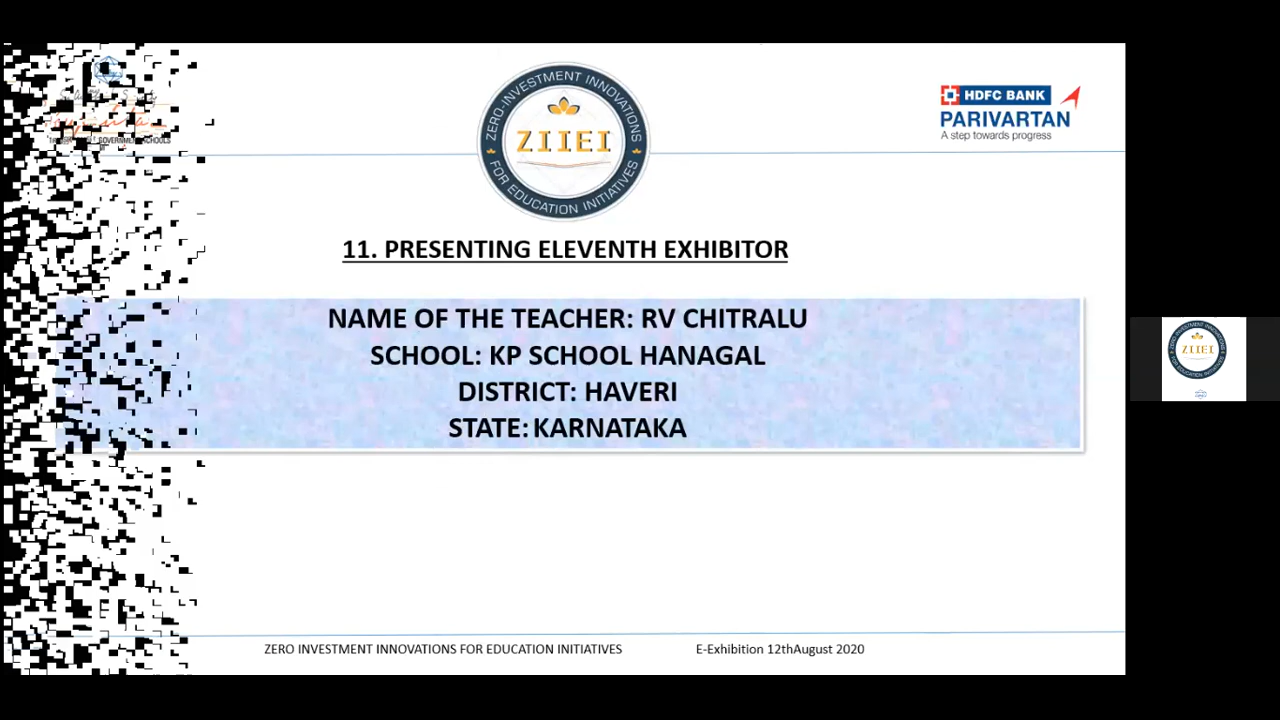 ZERO-INVESTMENT INNOVATIONS
ZIIEI
FOR EDUCATION INITIATIVES
HDFC BANK
PARIVARTAN
A step towards progress
GOVERNMENT SCHOOLS
11. PRESENTING ELEVENTH EXHIBITOR
NAME OF THE TEACHER: RV CHITRALU
SCHOOL: KP SCHOOL HANAGAL
DISTRICT: HAVERI
STATE: KARNATAKA
ZIIEI
ZERO INVESTMENT INNOVATIONS FOR EDUCATION INITIATIVES
E-Exhibition 12thAugust 2020